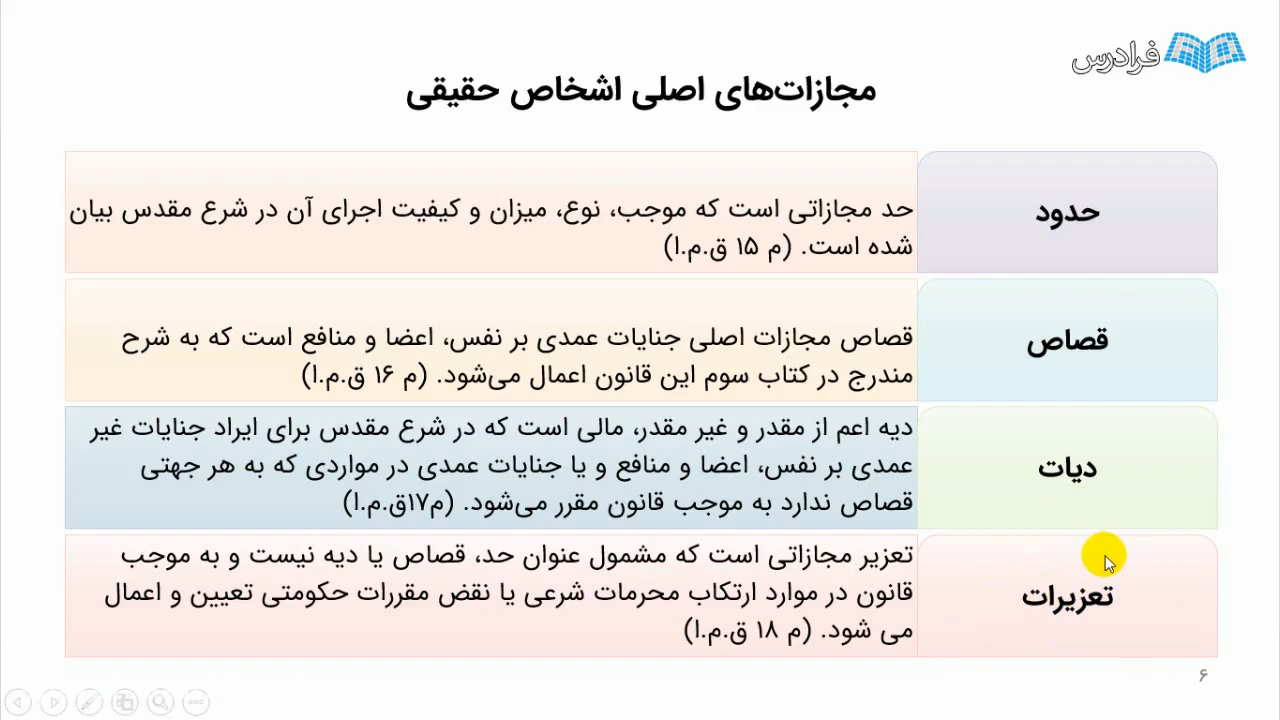 فرادرس
مجازات‌های اصلی اشخاص حقیقی
حدود
حد مجازاتی است که موجب، نوع، میزان و کیفیت اجرای آن در شرع مقدس بیان
شده است. (م ۱۵ ق.م.ا)
قصاص
قصاص مجازات اصلی جنایات عمدی بر نفس، اعضا و منافع است که به شرح
مندرج در کتاب سوم این قانون اعمال می‌شود. (م ۱۶ ق.م.ا)
دیات
دیه اعم از مقدر و غیر مقدر، مالی است که در شرع مقدس برای ایراد جنایات غیر
عمدی بر نفس، اعضا و منافع و یا جنایات عمدی در مواردی که به هر جهتی
قصاص ندارد به موجب قانون مقرر می‌شود. (م۱۷ق.م.ا)
تعزیرات
تعزیر مجازاتی است که مشمول عنوان حد، قصاص یا دیه نیست و به موجب
قانون در موارد ارتکاب محرمات شرعی یا نقض مقررات حکومتی تعیین و اعمال
می شود. (م ۱۸ ق.م.ا)
۶